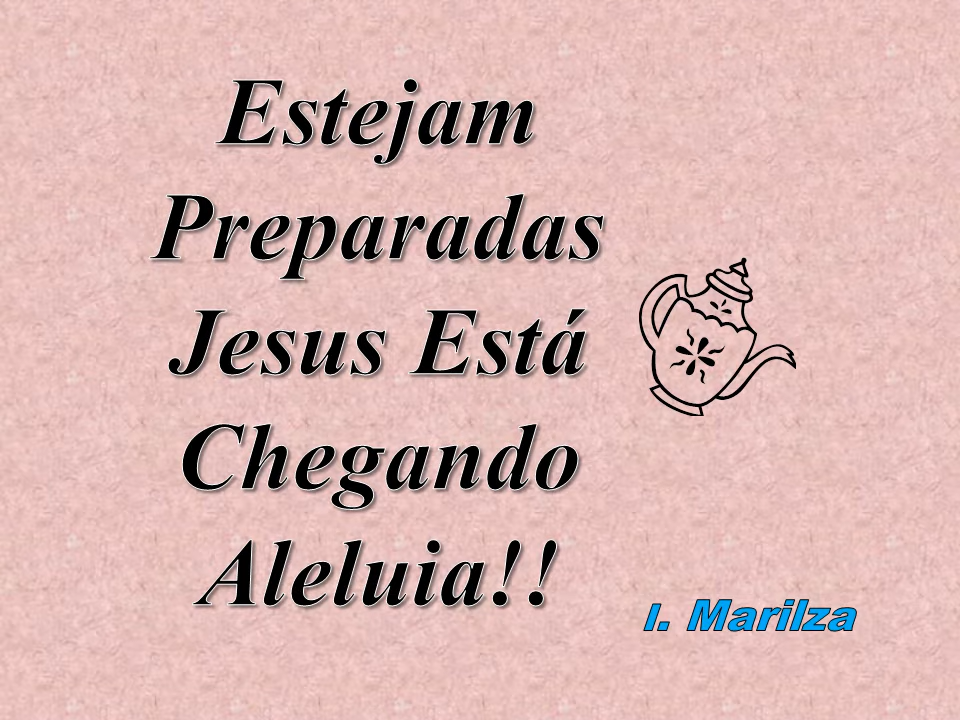 Estejam
Preparadas
Jesus Está
Chegando
Aleluia!!
I. Marilza